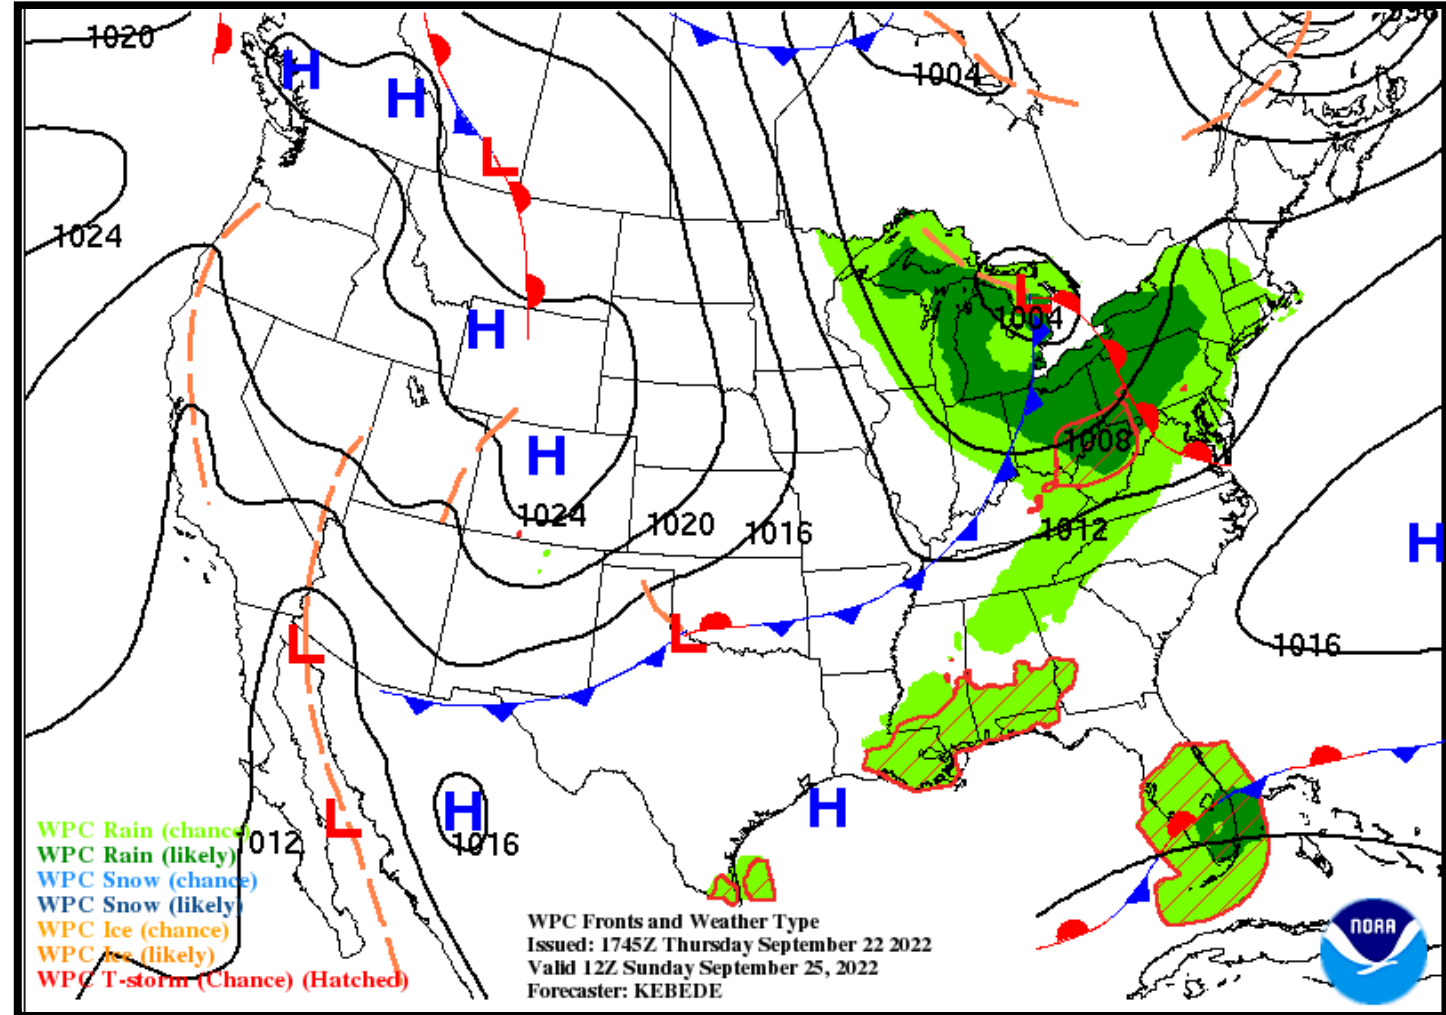 1020
998
H
H
1004
L
1024
H
L
1004
H
1008
1024
1020
1016
1012
H
L
L
1016
H
H
L
1012
1016
WPC Rain (chance)
WPC Rain (likely)
WPC Snow (chance)
WPC Snow (likely)
WPC Ice (chance)
WPC Ice (likely)
WPC T-storm (Chance) (Hatched)
WPC Fronts and Weather Type
Issued: 1745Z Thursday September 22 2022
Valid 12Z Sunday September 25, 2022
Forecaster: KEBEDE
NOAA